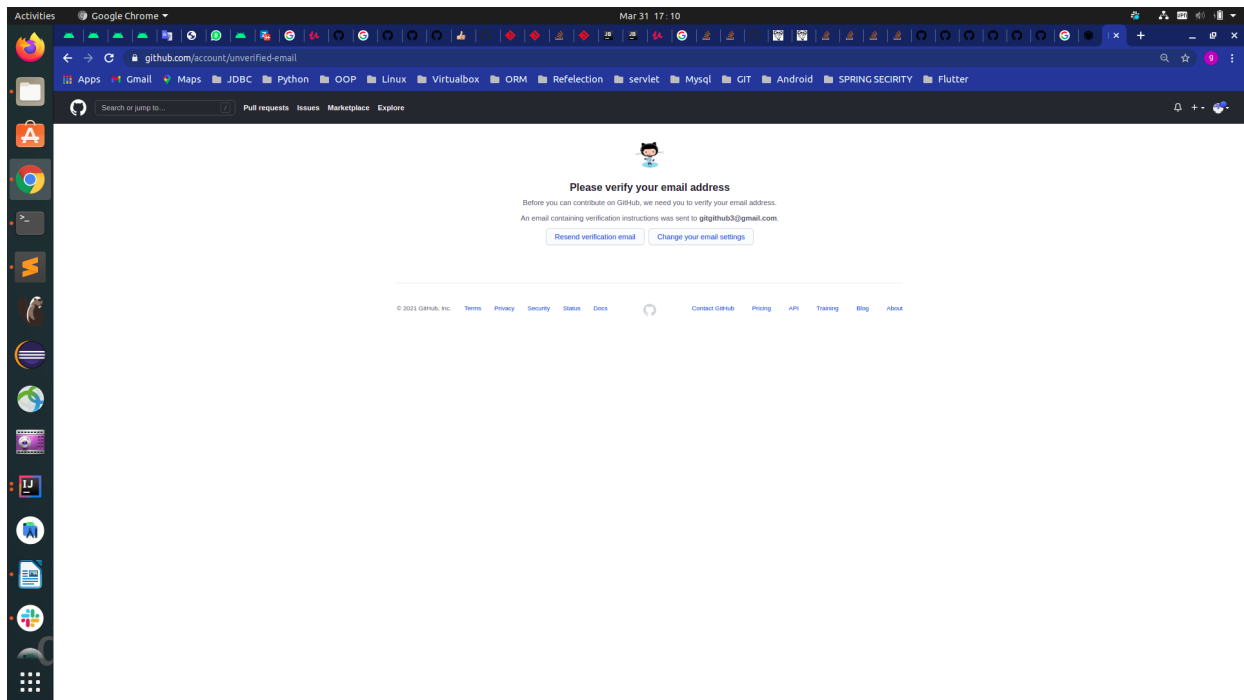 Activities Google Chrome Mar 31 17:10
github.com/account/unverified-email
Apps Gmail Maps JDBC Python OOP Linux Virtualbox ORM Refelection servlet Mysql GIT Android SPRING SECIRITY Flutter
Search or jump to... / Pull requests Issues Marketplace Explore
Please verify your email address
Before you can contribute on GitHub, we need you to verify your email address.
An email containing verification instructions was sent to gitgithub3@gmail.com.
Resend verification email Change your email settings
© 2021 GitHub, Inc. Terms Privacy Security Status Docs Contact GitHub Pricing API Training Blog About